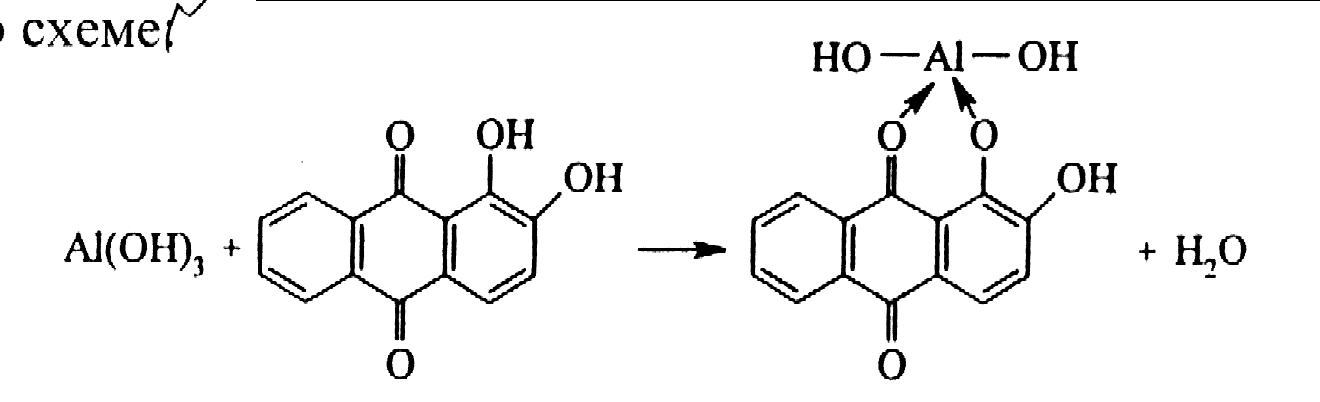 о схеме:
HO—Al—OH
O OH O O
OH OH
Al(OH)₃ + → + H₂O
O O